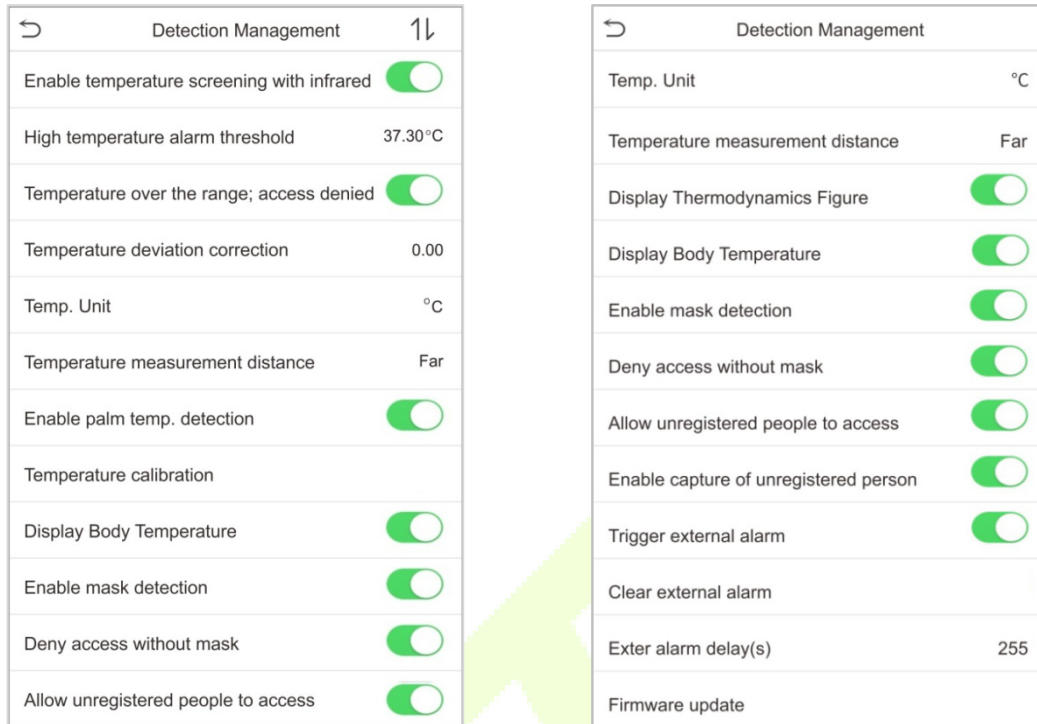 Detection Management
Enable temperature screening with infrared
High temperature alarm threshold 37.30°C
Temperature over the range; access denied
Temperature deviation correction 0.00
Temp. Unit °C
Temperature measurement distance Far
Enable palm temp. detection
Temperature calibration
Display Body Temperature
Enable mask detection
Deny access without mask
Allow unregistered people to access
Detection Management
Temp. Unit °C
Temperature measurement distance Far
Display Thermodynamics Figure
Display Body Temperature
Enable mask detection
Deny access without mask
Allow unregistered people to access
Enable capture of unregistered person
Trigger external alarm
Clear external alarm
Exter alarm delay(s) 255
Firmware update